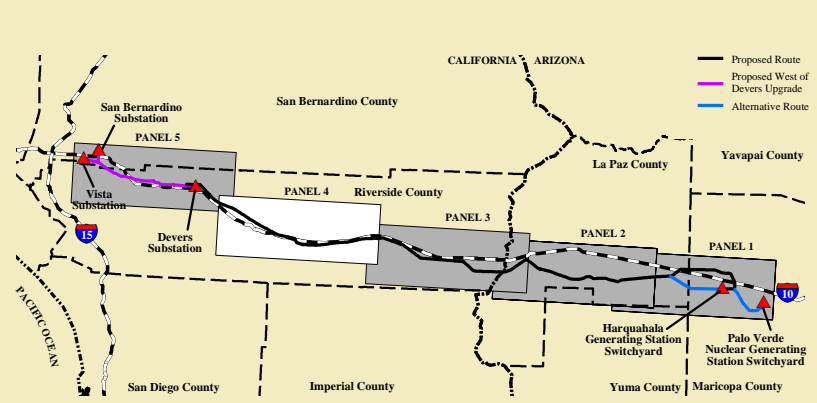 CALIFORNIA
ARIZONA
Proposed Route
Proposed West of
Devers Upgrade
Alternative Route
San Bernardino
Substation
San Bernardino County
PANEL 5
La Paz County
Yavapai County
PANEL 4
Riverside County
Vista
Substation
PANEL 3
15
Devers
Substation
PANEL 2
PANEL 1
10
PACIFIC OCEAN
Harquahala
Generating Station
Switchyard
Palo Verde
Nuclear Generating
Station Switchyard
San Diego County
Imperial County
Yuma County
Maricopa County